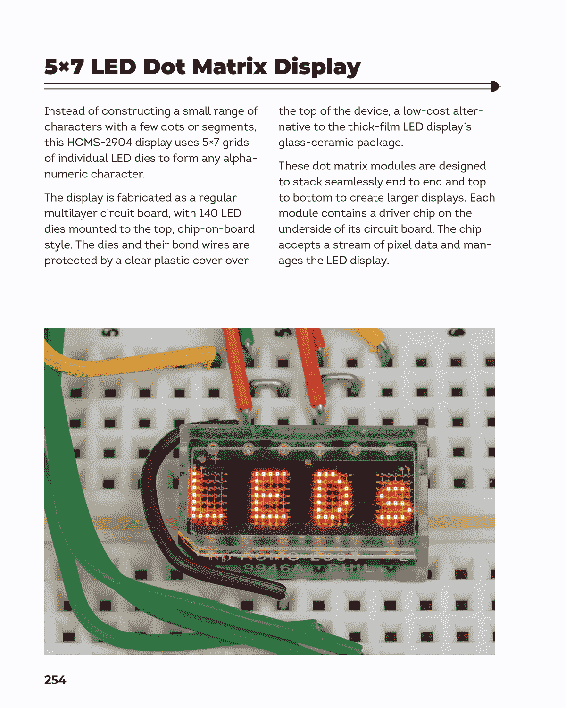 5×7 LED Dot Matrix Display
Instead of constructing a small range of
characters with a few dots or segments,
this HCMS-2904 display uses 5×7 grids
of individual LED dies to form any alpha-
numeric character.
The display is fabricated as a regular
multilayer circuit board, with 140 LED
dies mounted to the top, chip-on-board
style. The dies and their bond wires are
protected by a clear plastic cover over
the top of the device, a low-cost alter-
native to the thick-film LED display's
glass-ceramic package.
These dot matrix modules are designed
to stack seamlessly end to end and top
to bottom to create larger displays. Each
module contains a driver chip on the
underside of its circuit board. The chip
accepts a stream of pixel data and man-
ages the LED display.
LEDs
254